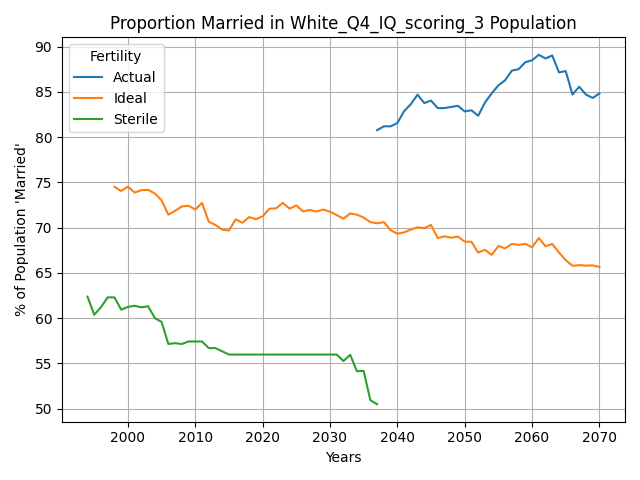 Proportion Married in White_Q4_IQ_scoring_3 Population
% of Population 'Married'
90
85
80
75
70
65
60
55
50
Fertility
Actual
Ideal
Sterile
2000 2010 2020 2030 2040 2050 2060 2070
Years